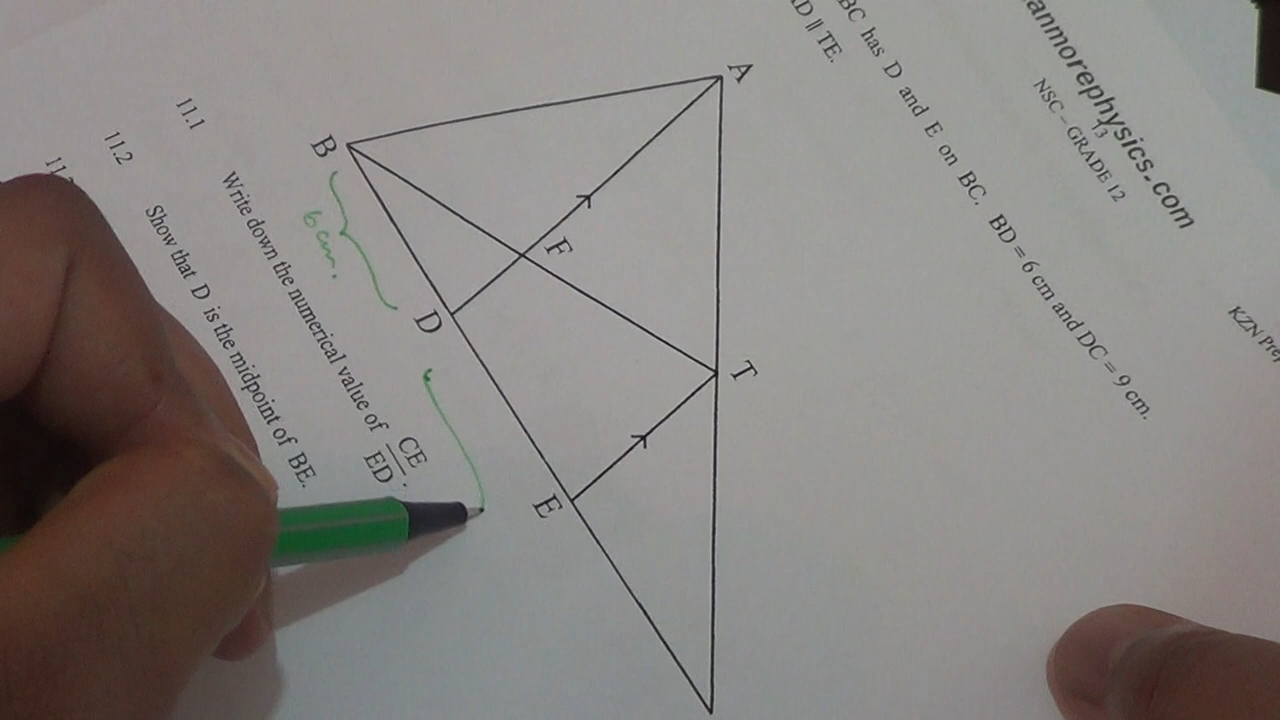 anmorephysics.com
13
NSC – GRADE 12
KZN Prep
BC has D and E on BC. BD = 6 cm and DC = 9 cm.
AD || TE.
A
T
F
B
D
E
6cm.
11.1 Write down the numerical value of CE/ED.
11.2 Show that D is the midpoint of BE.